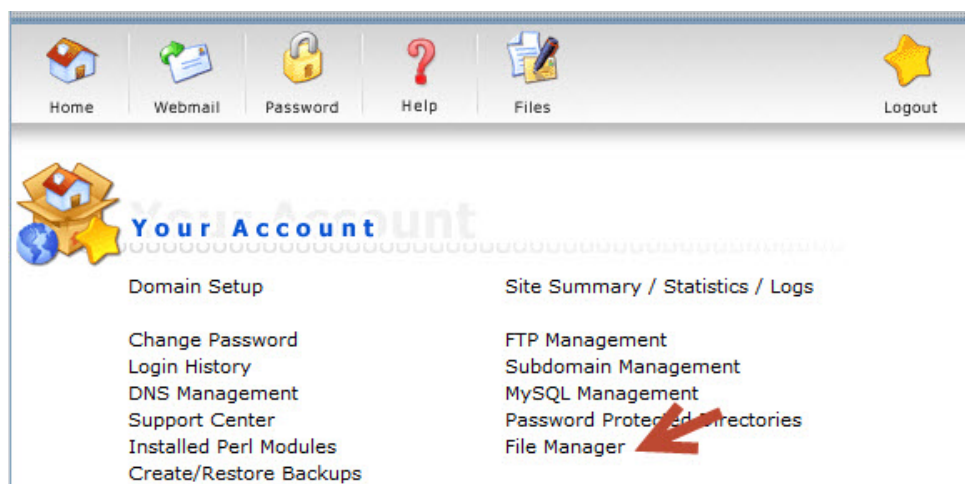 Home Webmail Password Help Files Logout
Your Account
Domain Setup
Change Password
Login History
DNS Management
Support Center
Installed Perl Modules
Create/Restore Backups
Site Summary / Statistics / Logs
FTP Management
Subdomain Management
MySQL Management
Password Protected Directories
File Manager